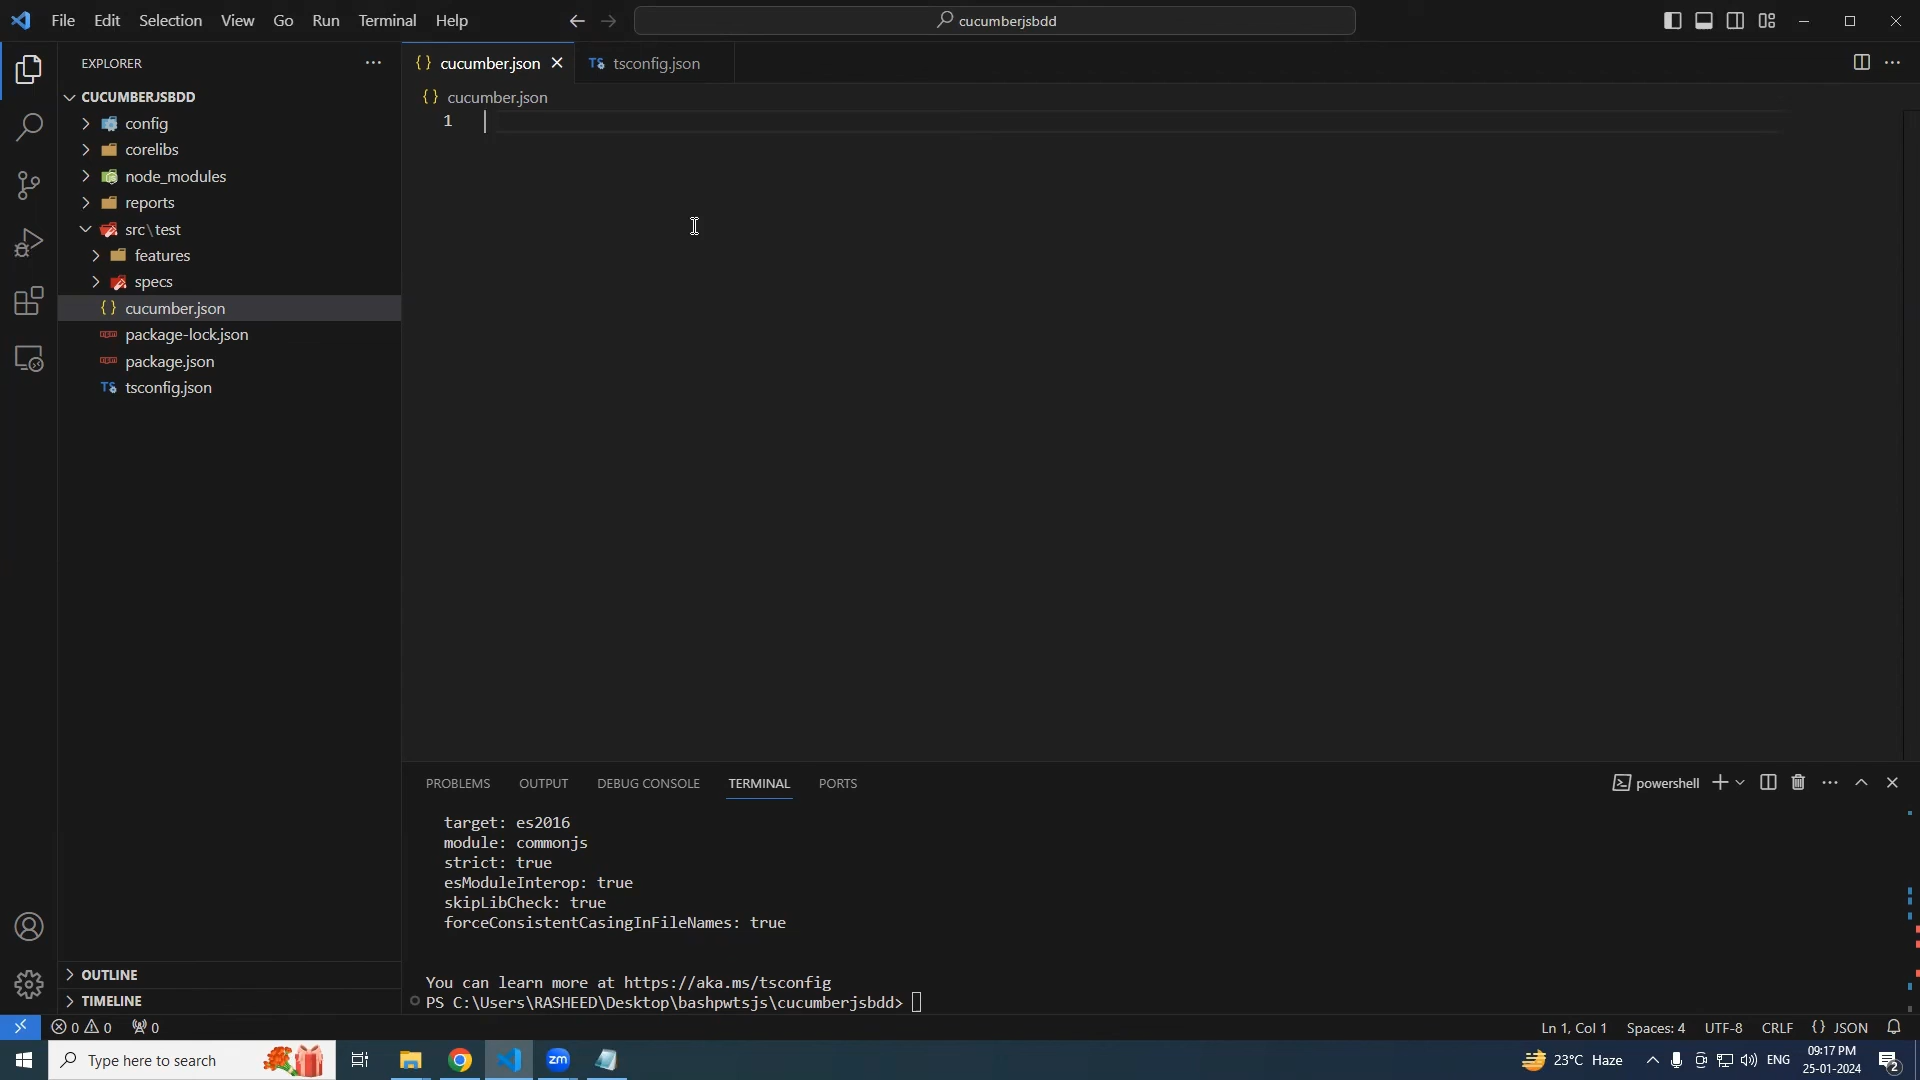 File Edit Selection View Go Run Terminal Help
cucumberjsbdd
EXPLORER
CUCUMBERJSBDD
config
corelibs
node_modules
reports
src\test
features
specs
{} cucumber.json
package-lock.json
package.json
TS tsconfig.json
OUTLINE
TIMELINE
{} cucumber.json
TS tsconfig.json
{} cucumber.json
1
PROBLEMS OUTPUT DEBUG CONSOLE TERMINAL PORTS
powershell
target: es2016
module: commonjs
strict: true
esModuleInterop: true
skipLibCheck: true
forceConsistentCasingInFileNames: true
You can learn more at https://aka.ms/tsconfig
PS C:\Users\RASHEED\Desktop\bashpwtsjs\cucumberjsbdd>
0 0 0
Ln 1, Col 1 Spaces: 4 UTF-8 CRLF {} JSON
Type here to search
zm
23°C Haze
ENG
09:17 PM
25-01-2024
2